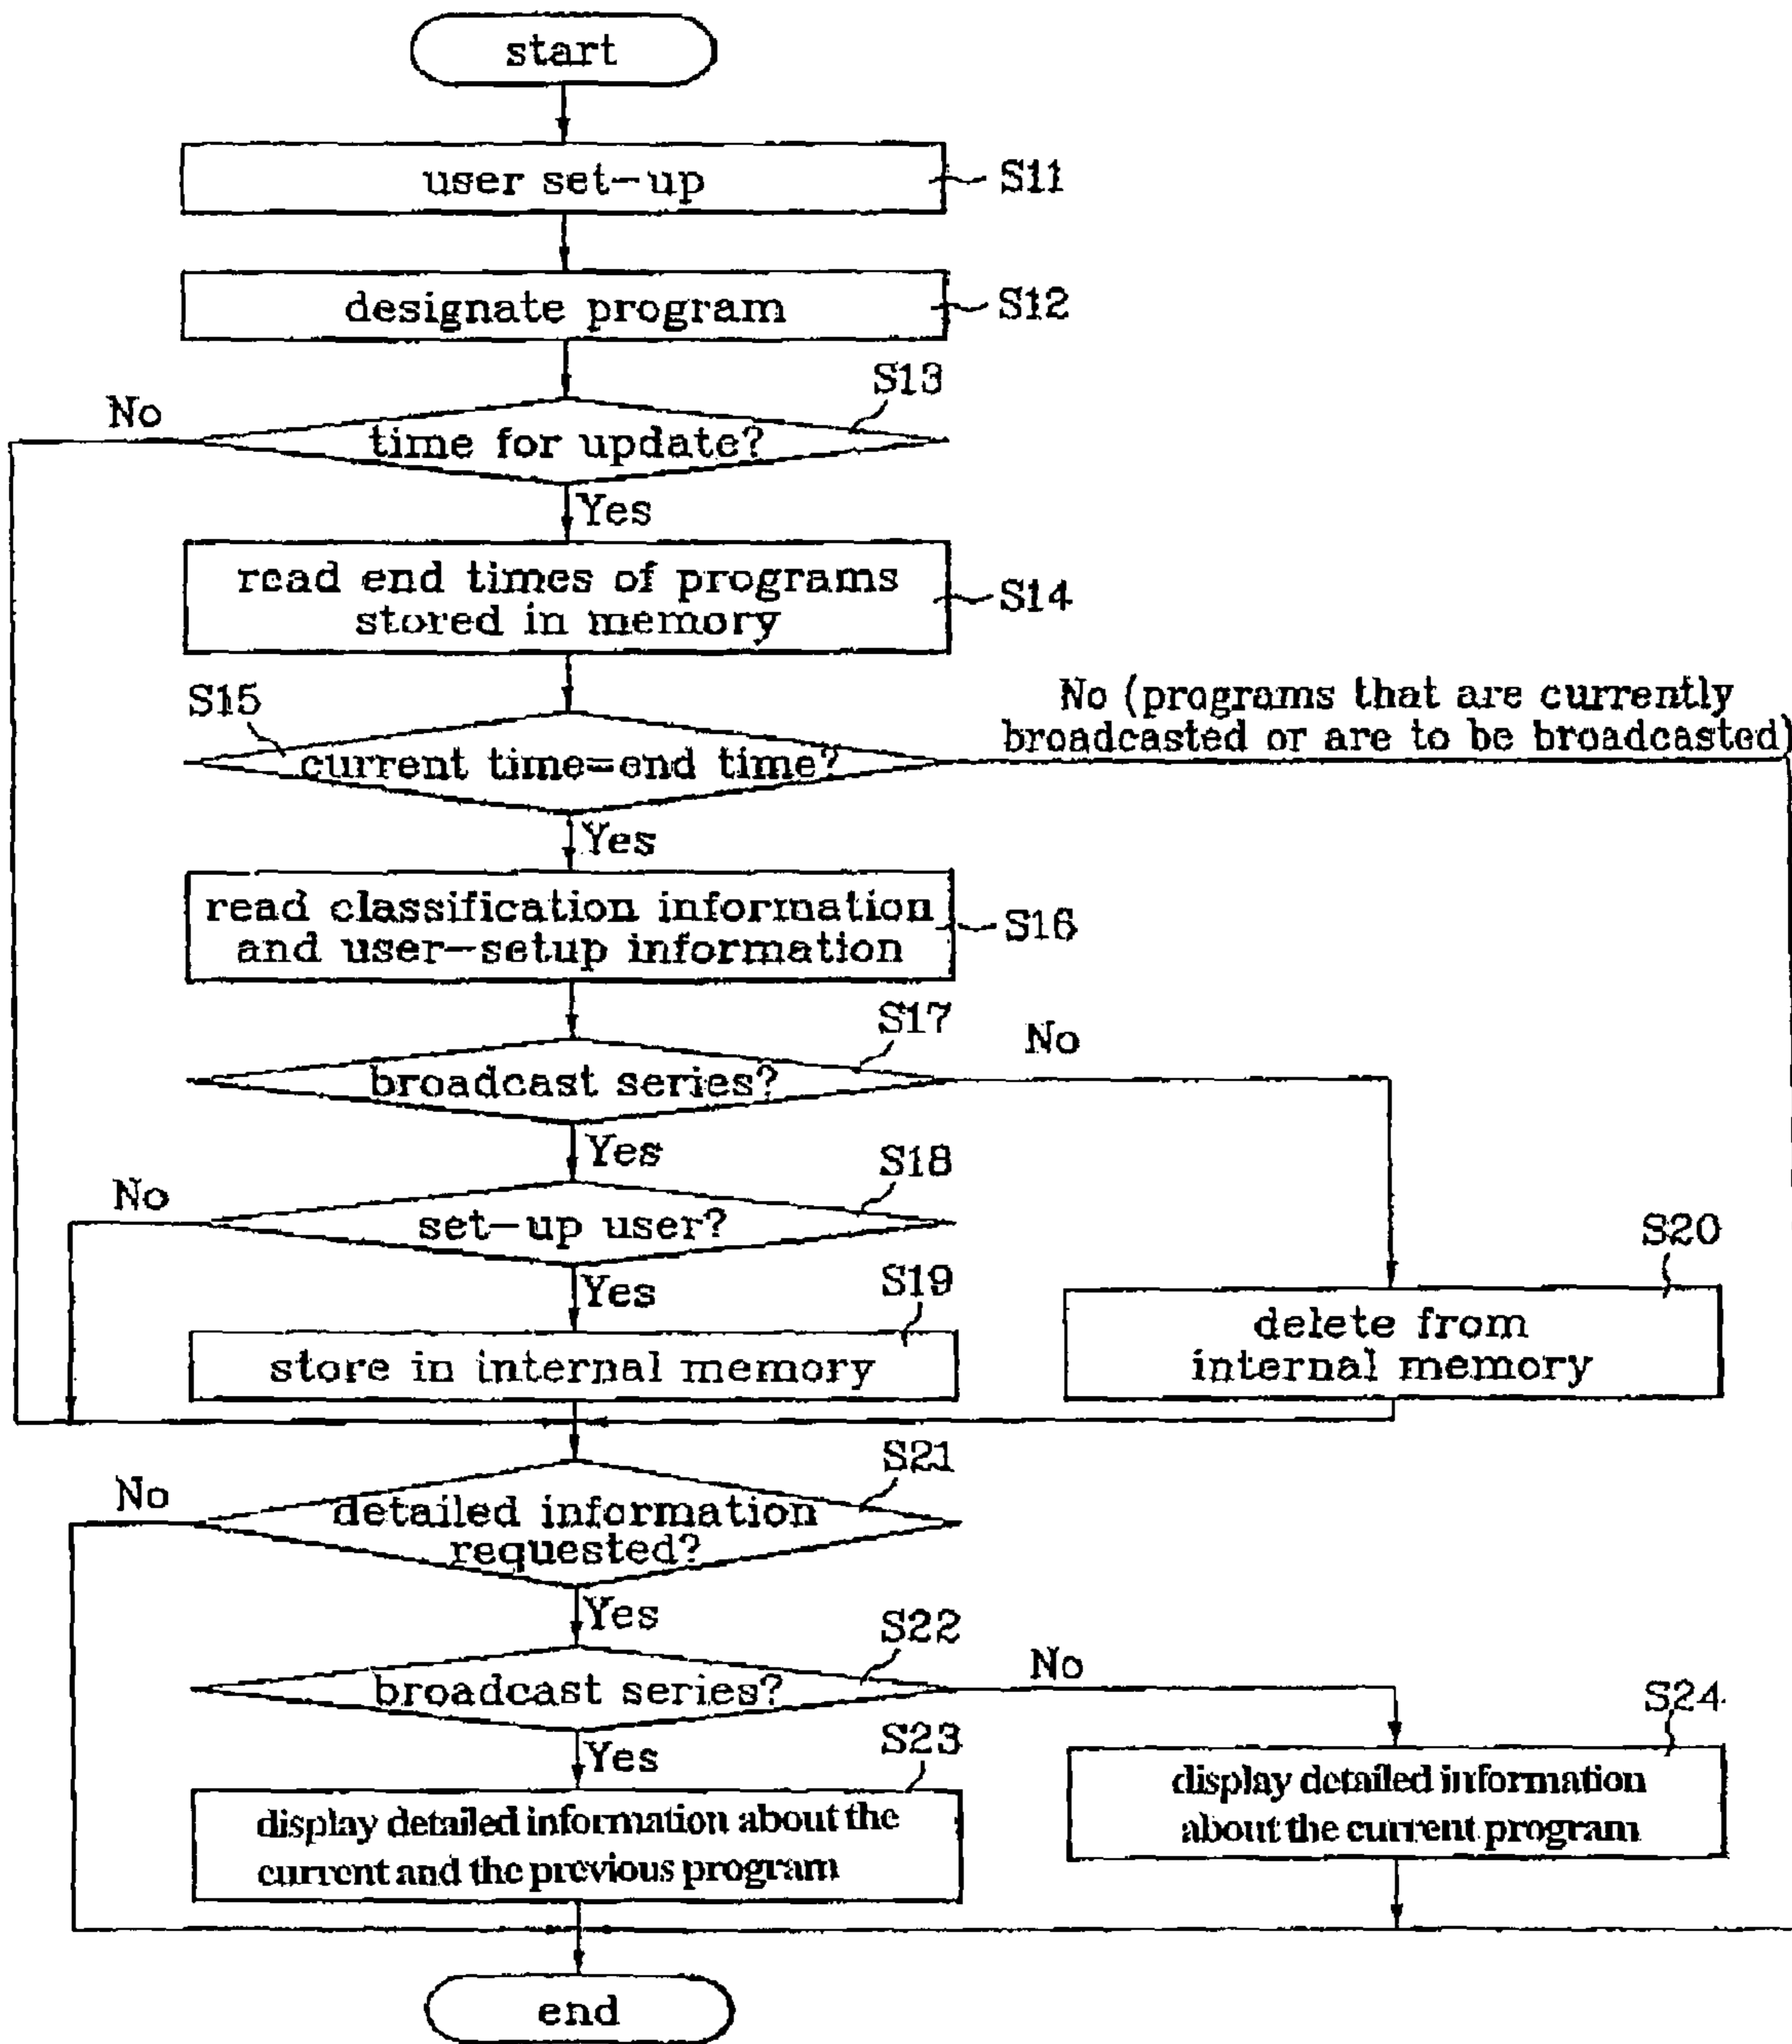 start
user set-up
S11
designate program
S12
S13
No
time for update?
Yes
read end times of programs
stored in memory
S14
S15
No (programs that are currently
broadcasted or are to be broadcasted)
current time=end time?
Yes
read classification information
and user-setup information
S16
S17
No
broadcast series?
Yes
S18
No
set-up user?
Yes
S19
S20
store in internal memory
delete from
internal memory
S21
No
detailed information
requested?
Yes
S22
No
broadcast series?
Yes
S23
S24
display detailed information about the
current and the previous program
display detailed information
about the current program
end